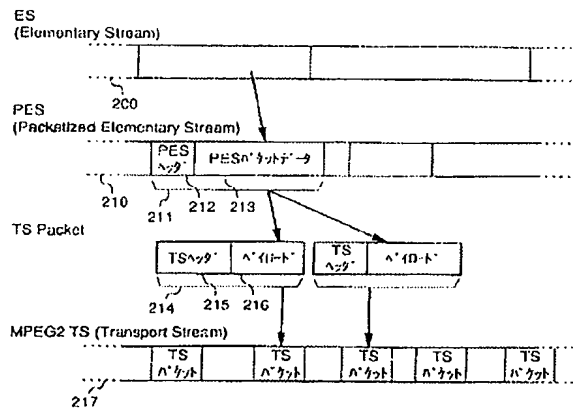 ES
(Elementary Stream)
200
PES
(Packetized Elementary Stream)
PES
ヘッダ
PESパケットデータ
210
211
212
213
TS Packet
TSヘッダ
ペイロード
TS
ヘッダ
ペイロード
214
215
216
MPEG2 TS (Transport Stream)
TS
パケット
TS
パケット
TS
パケット
TS
パケット
TS
パケット
217